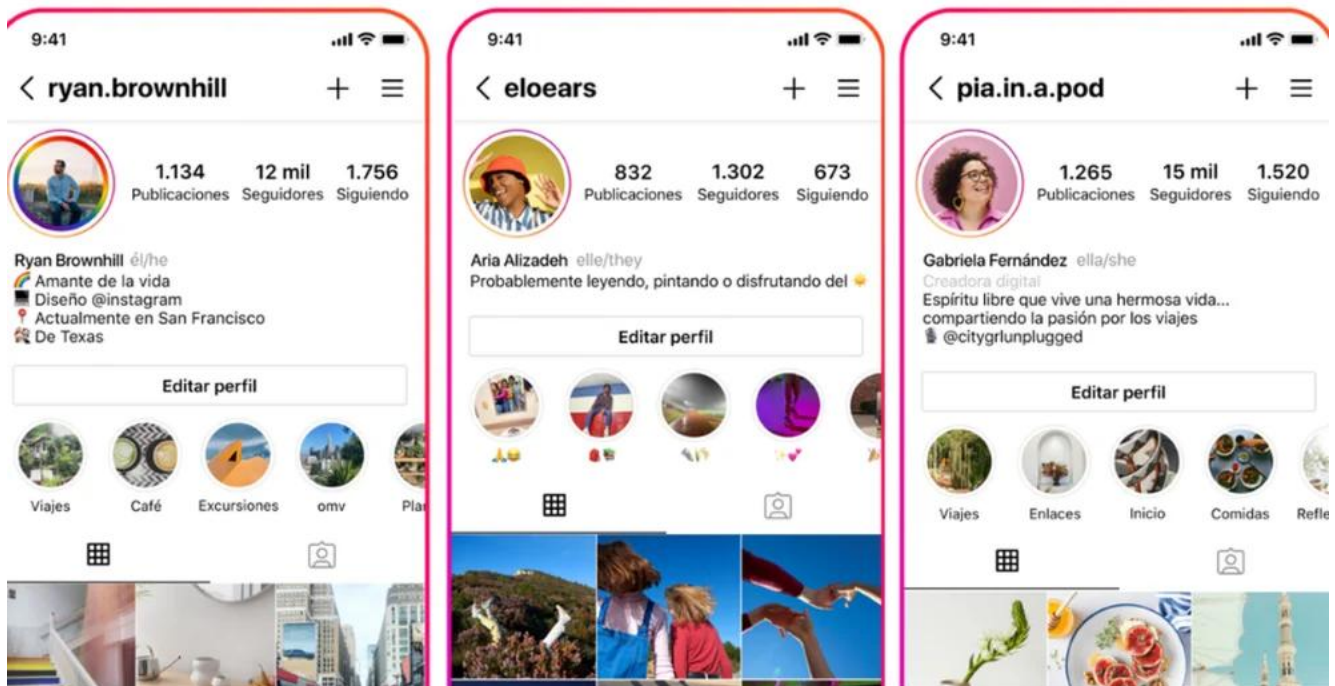 9:41
ryan.brownhill
1.134 12 mil 1.756
Publicaciones Seguidores Siguiendo
Ryan Brownhill él/he
Amante de la vida
Diseño @instagram
Actualmente en San Francisco
De Texas
Editar perfil
Viajes Café Excursiones omv
9:41
eloears
832 1.302 673
Publicaciones Seguidores Siguiendo
Aria Alizadeh elle/they
Probablemente leyendo, pintando o disfrutando del
Editar perfil
9:41
pia.in.a.pod
1.265 15 mil 1.520
Publicaciones Seguidores Siguiendo
Gabriela Fernández ella/she
Creadora digital
Espíritu libre que vive una hermosa vida...
compartiendo la pasión por los viajes
@citygrlunplugged
Editar perfil
Viajes Enlaces Inicio Comidas Refle